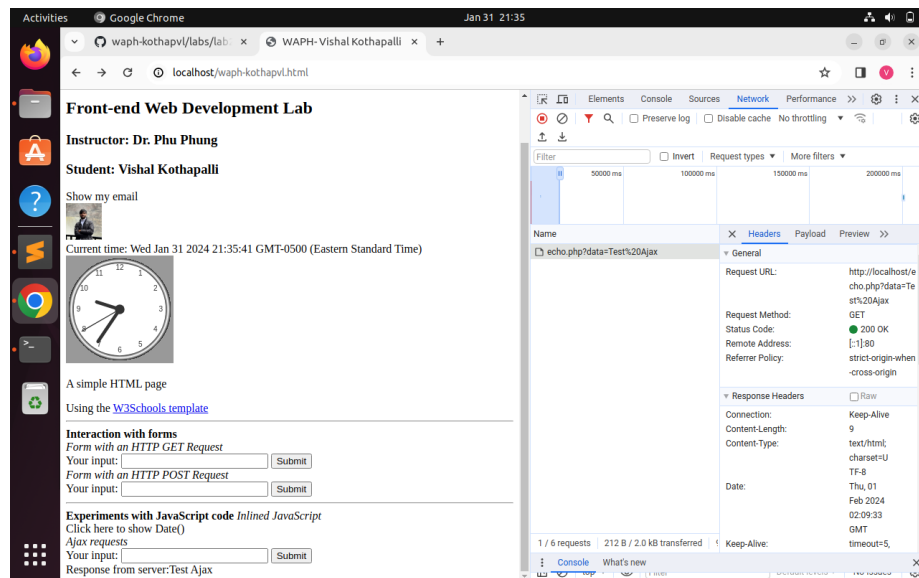 Activities
Google Chrome
Jan 31 21:35
waph-kothapvl/labs/lab
WAPH- Vishal Kothapalli
localhost/waph-kothapvl.html
V
Front-end Web Development Lab
Instructor: Dr. Phu Phung
Student: Vishal Kothapalli
Show my email
Current time: Wed Jan 31 2024 21:35:41 GMT-0500 (Eastern Standard Time)
12
1
2
3
4
5
6
7
8
9
10
11
A simple HTML page
Using the W3Schools template
Interaction with forms
Form with an HTTP GET Request
Your input: Submit
Form with an HTTP POST Request
Your input: Submit
Experiments with JavaScript code Inlined JavaScript
Click here to show Date()
Ajax requests
Your input: Submit
Response from server:Test Ajax
Elements Console Sources Network Performance
Preserve log Disable cache No throttling
Filter Invert Request types More filters
50000 ms 100000 ms 150000 ms 200000 ms
Name
echo.php?data=Test%20Ajax
1 / 6 requests 212 B / 2.0 kB transferred
Headers Payload Preview
General
Request URL: http://localhost/e
cho.php?data=Te
st%20Ajax
Request Method: GET
Status Code: 200 OK
Remote Address: [::1]:80
Referrer Policy: strict-origin-when
-cross-origin
Response Headers Raw
Connection: Keep-Alive
Content-Length: 9
Content-Type: text/html;
charset=U
TF-8
Date: Thu, 01
Feb 2024
02:09:33
GMT
Keep-Alive: timeout=5,
Console What's new